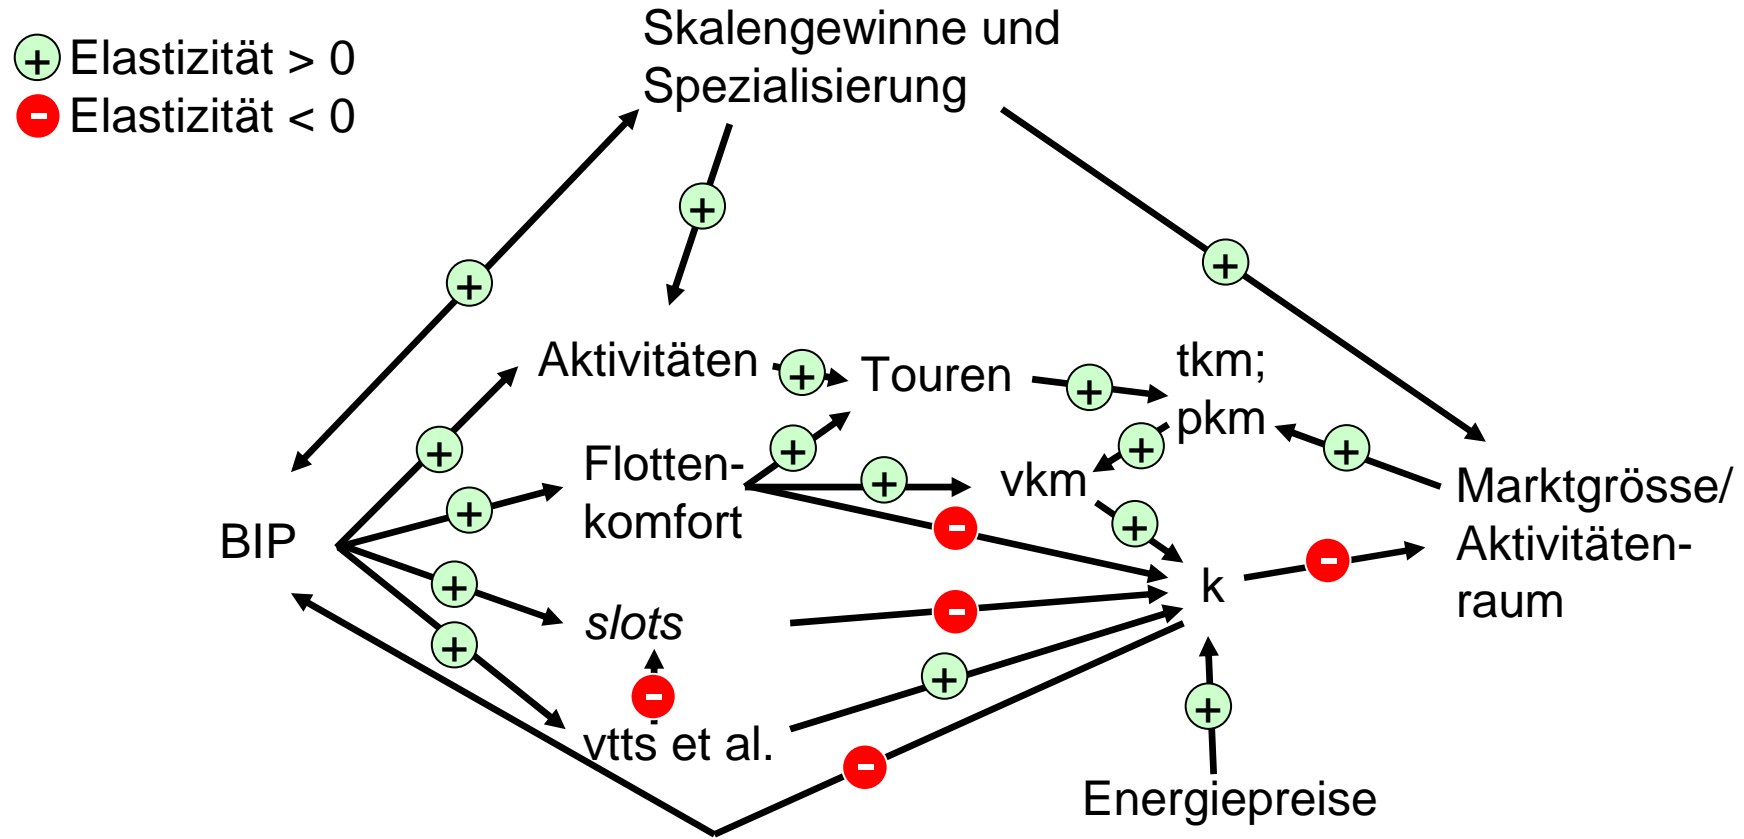 Skalengewinne und
Spezialisierung
+ Elastizität > 0
- Elastizität < 0
+
+
+
Aktivitäten
+
Touren
+
tkm;
pkm
+
+
+
Flotten-
komfort
+
+
vkm
+
-
Marktgrösse/
Aktivitäten-
raum
BIP
+
+
k
-
slots
-
+
-
+
+
vtts et al.
-
Energiepreise